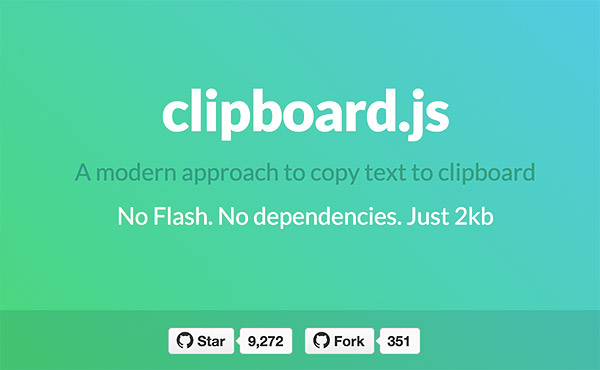 clipboard.js
A modern approach to copy text to clipboard
No Flash. No dependencies. Just 2kb
Star 9,272 Fork 351